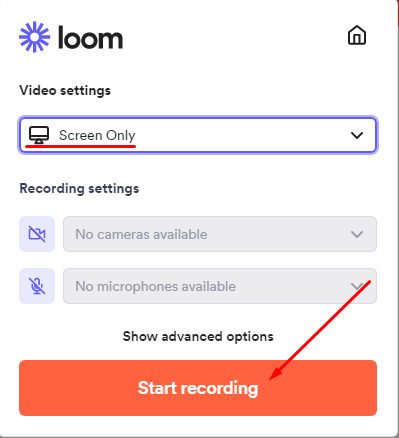 loom
Video settings
Screen Only
Recording settings
No cameras available
No microphones available
Show advanced options
Start recording